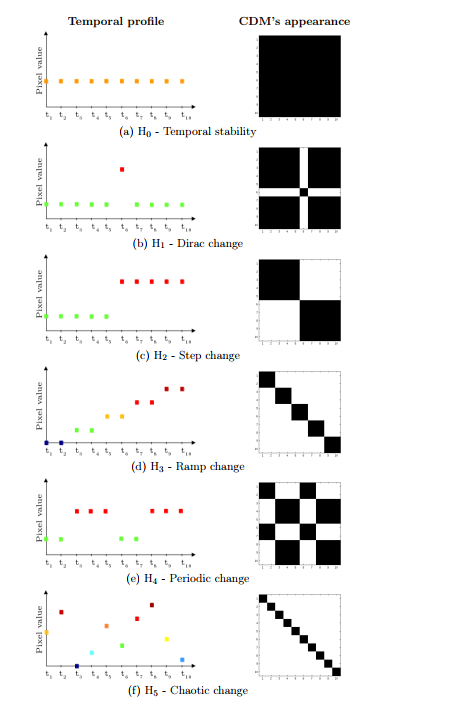 Temporal profile CDM's appearance
Pixel value
t1 t2 t3 t4 t5 t6 t7 t8 t9 t10
(a) H0 - Temporal stability
Pixel value
t1 t2 t3 t4 t5 t6 t7 t8 t9 t10
(b) H1 - Dirac change
Pixel value
t1 t2 t3 t4 t5 t6 t7 t8 t9 t10
(c) H2 - Step change
Pixel value
t1 t2 t3 t4 t5 t6 t7 t8 t9 t10
(d) H3 - Ramp change
Pixel value
t1 t2 t3 t4 t5 t6 t7 t8 t9 t10
(e) H4 - Periodic change
Pixel value
t1 t2 t3 t4 t5 t6 t7 t8 t9 t10
(f) H5 - Chaotic change